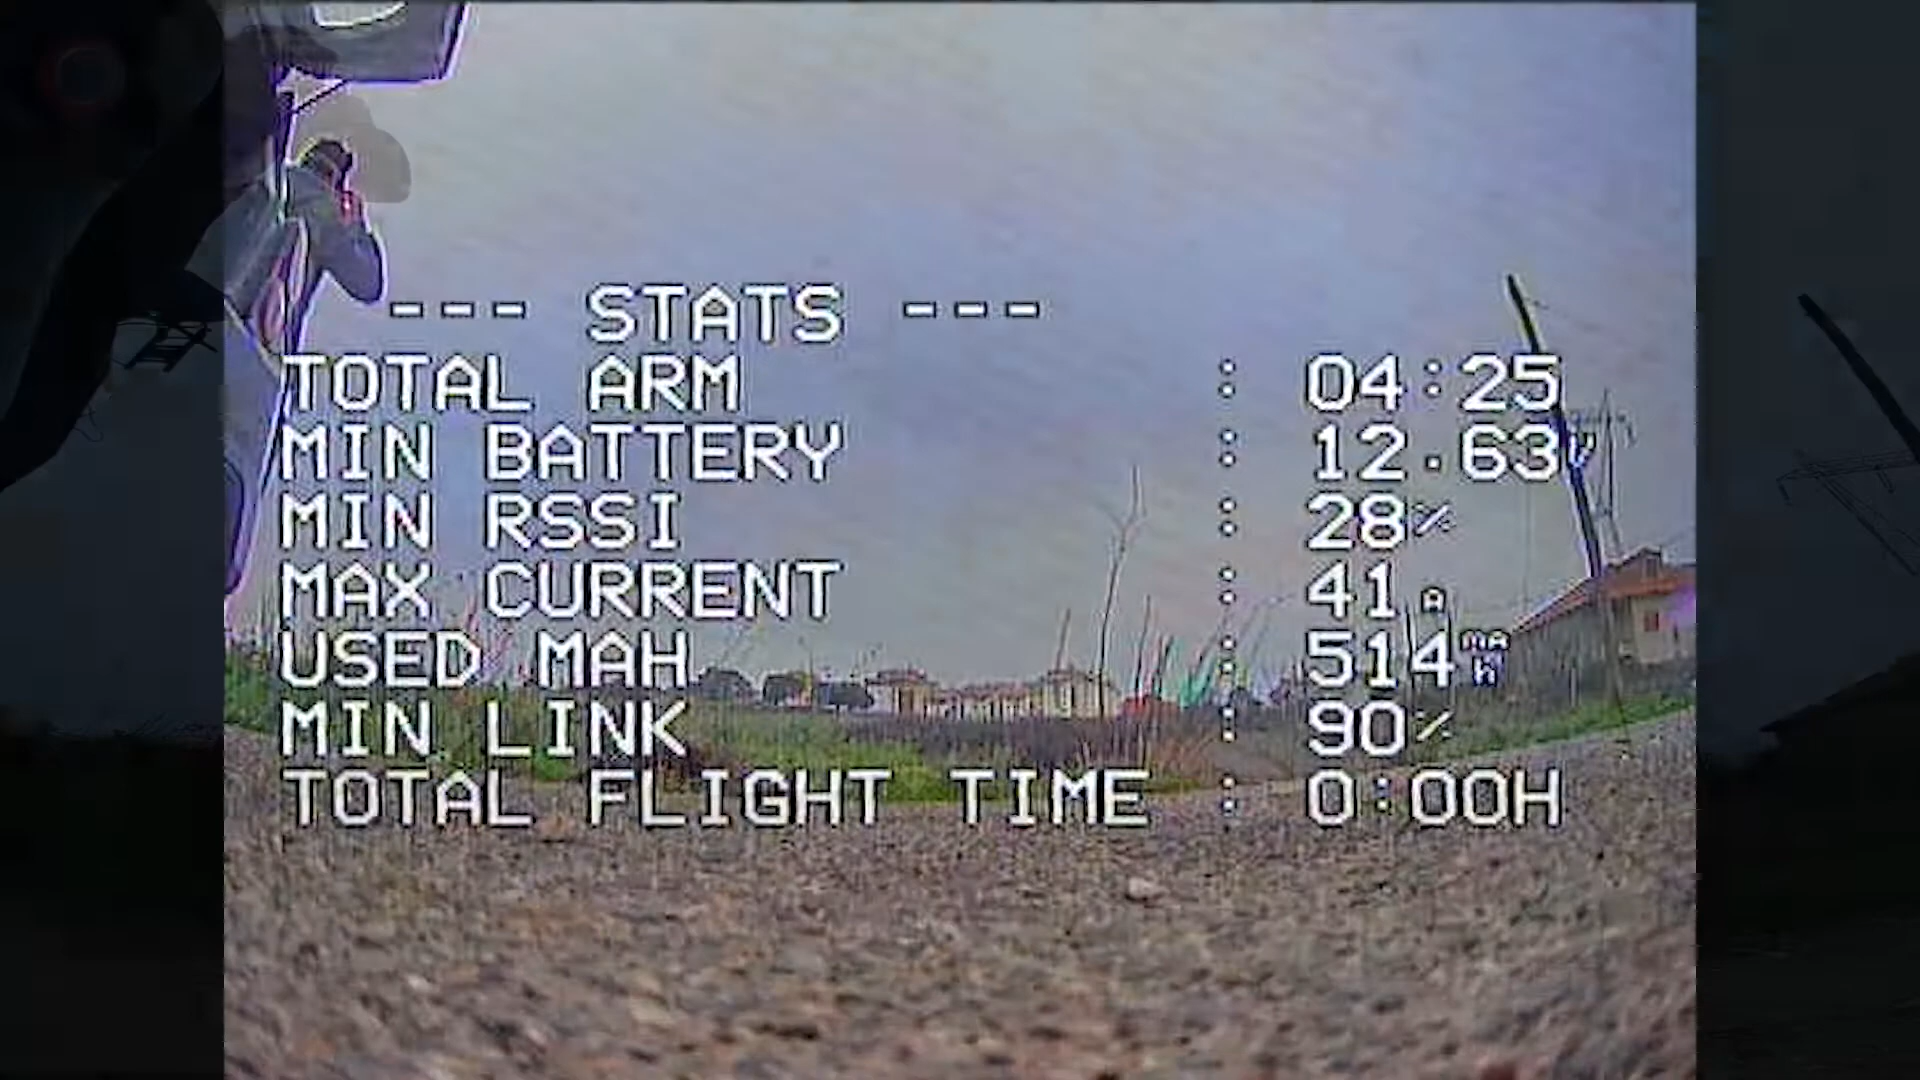 --- STATS ---
TOTAL ARM : 04:25
MIN BATTERY : 12.63V
MIN RSSI : 28%
MAX CURRENT : 41A
USED MAH : 514mAh
MIN LINK : 90%
TOTAL FLIGHT TIME : 0:00H